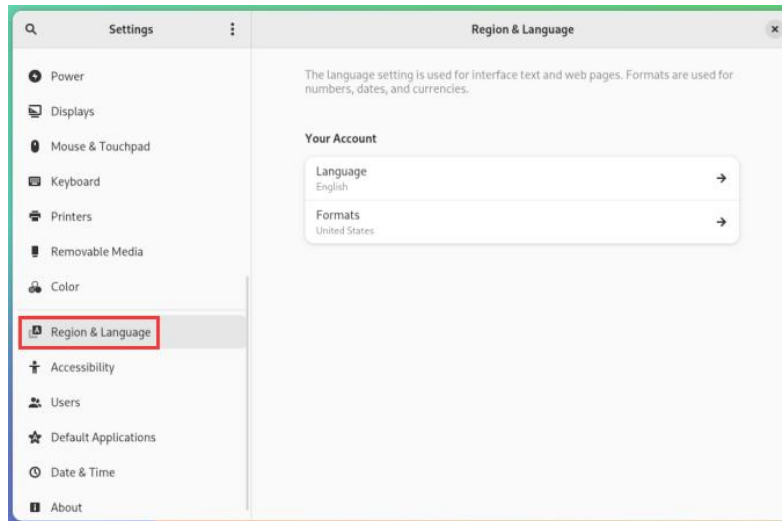 Settings
Region & Language
Power
Displays
Mouse & Touchpad
Keyboard
Printers
Removable Media
Color
Region & Language
Accessibility
Users
Default Applications
Date & Time
About
The language setting is used for interface text and web pages. Formats are used for
numbers, dates, and currencies.
Your Account
Language
English
Formats
United States